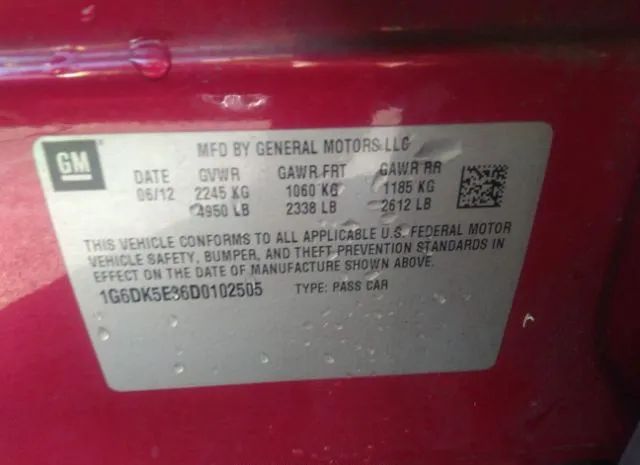 GM
MFD BY GENERAL MOTORS LLC
DATE GVWR GAWR FRT GAWR RR
06/12 2245 KG 1060 KG 1185 KG
4950 LB 2338 LB 2612 LB
THIS VEHICLE CONFORMS TO ALL APPLICABLE U.S. FEDERAL MOTOR
VEHICLE SAFETY, BUMPER, AND THEFT PREVENTION STANDARDS IN
EFFECT ON THE DATE OF MANUFACTURE SHOWN ABOVE.
1G6DK5E36D0102505 TYPE: PASS CAR